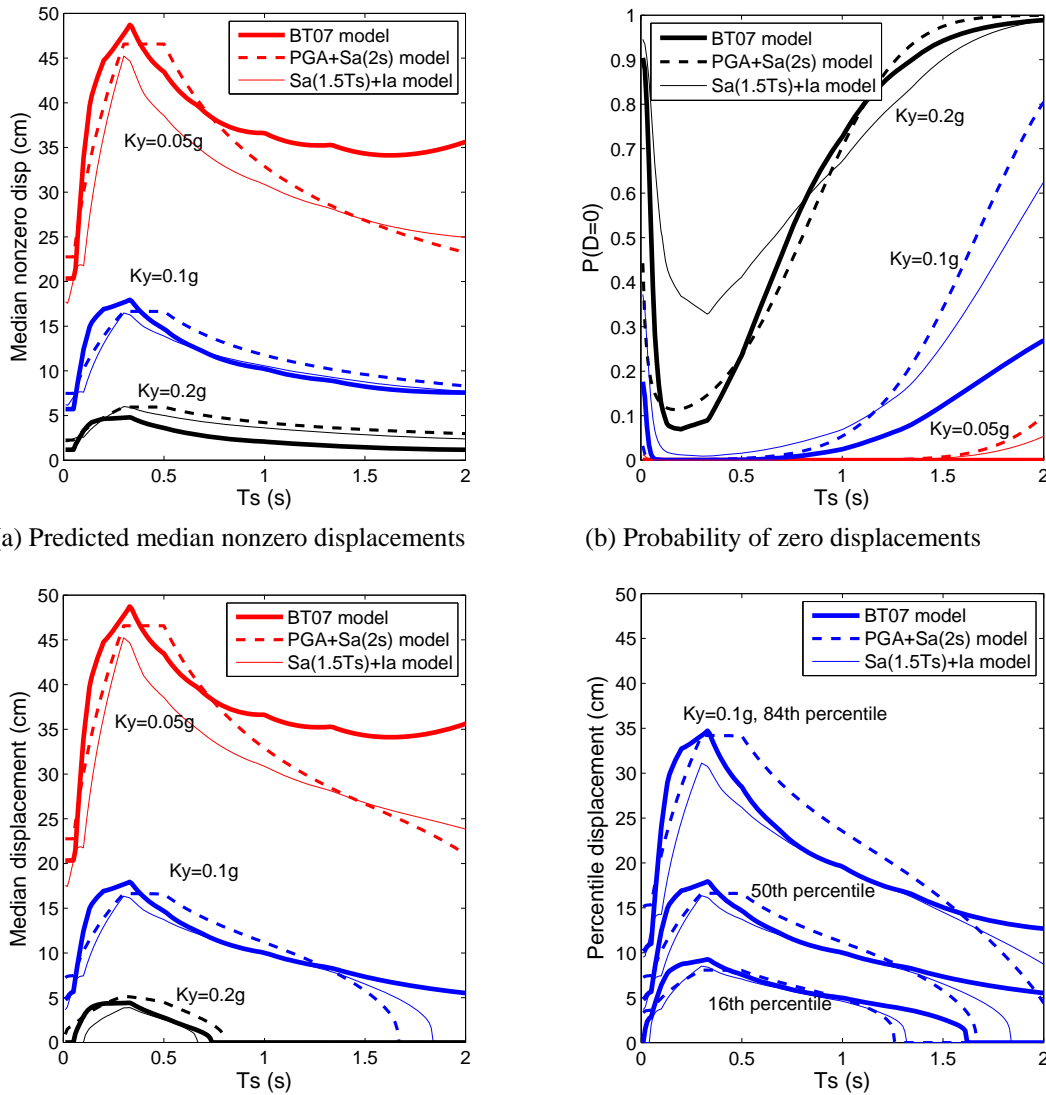 50
45
40
35
30
25
20
15
10
5
0
Median nonzero disp (cm)
BT07 model
PGA+Sa(2s) model
Sa(1.5Ts)+Ia model
Ky=0.05g
Ky=0.1g
Ky=0.2g
0 0.5 1 1.5 2
Ts (s)
(a) Predicted median nonzero displacements
1
0.9
0.8
0.7
0.6
0.5
0.4
0.3
0.2
0.1
0
P(D=0)
BT07 model
PGA+Sa(2s) model
Sa(1.5Ts)+Ia model
Ky=0.2g
Ky=0.1g
Ky=0.05g
0 0.5 1 1.5 2
Ts (s)
(b) Probability of zero displacements
50
45
40
35
30
25
20
15
10
5
0
Median displacement (cm)
BT07 model
PGA+Sa(2s) model
Sa(1.5Ts)+Ia model
Ky=0.05g
Ky=0.1g
Ky=0.2g
0 0.5 1 1.5 2
Ts (s)
50
45
40
35
30
25
20
15
10
5
0
Percentile displacement (cm)
BT07 model
PGA+Sa(2s) model
Sa(1.5Ts)+Ia model
Ky=0.1g, 84th percentile
50th percentile
16th percentile
0 0.5 1 1.5 2
Ts (s)